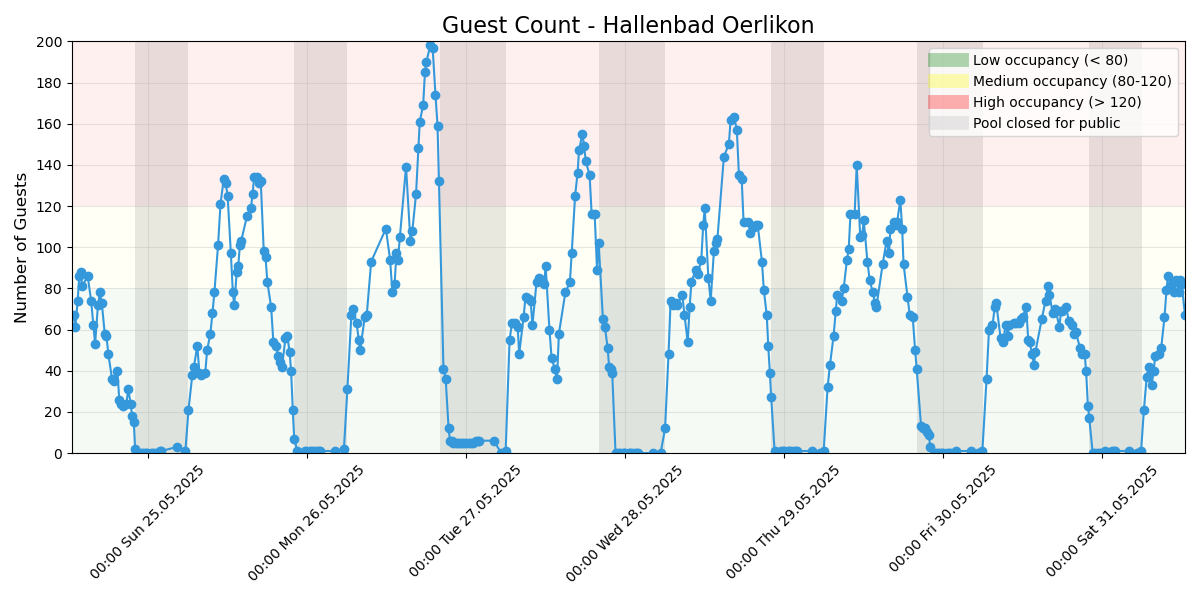 Guest Count - Hallenbad Oerlikon
Number of Guests
200
180
160
140
120
100
80
60
40
20
0
Low occupancy (< 80)
Medium occupancy (80-120)
High occupancy (> 120)
Pool closed for public
00:00 Sun 25.05.2025
00:00 Mon 26.05.2025
00:00 Tue 27.05.2025
00:00 Wed 28.05.2025
00:00 Thu 29.05.2025
00:00 Fri 30.05.2025
00:00 Sat 31.05.2025